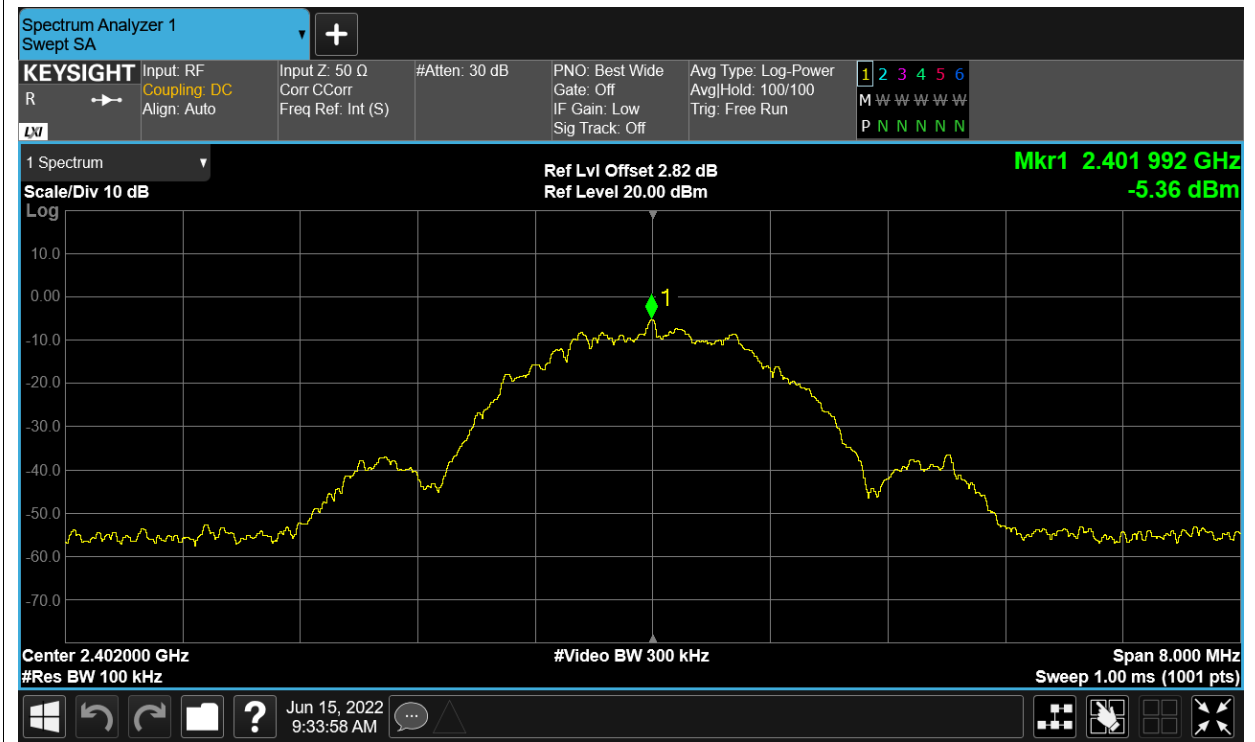 Spectrum Analyzer 1
Swept SA
+
KEYSIGHT
R
LXI
Input: RF
Coupling: DC
Align: Auto
Input Z: 50 Ω
Corr CCorr
Freq Ref: Int (S)
#Atten: 30 dB
PNO: Best Wide
Gate: Off
IF Gain: Low
Sig Track: Off
Avg Type: Log-Power
Avg|Hold: 100/100
Trig: Free Run
1 2 3 4 5 6
M W W W W W
P N N N N N
1 Spectrum
Scale/Div 10 dB
Log
Ref Lvl Offset 2.82 dB
Ref Level 20.00 dBm
Mkr1 2.401 992 GHz
-5.36 dBm
10.0
0.00
1
-10.0
-20.0
-30.0
-40.0
-50.0
-60.0
-70.0
Center 2.402000 GHz
#Res BW 100 kHz
#Video BW 300 kHz
Span 8.000 MHz
Sweep 1.00 ms (1001 pts)
?
Jun 15, 2022
9:33:58 AM